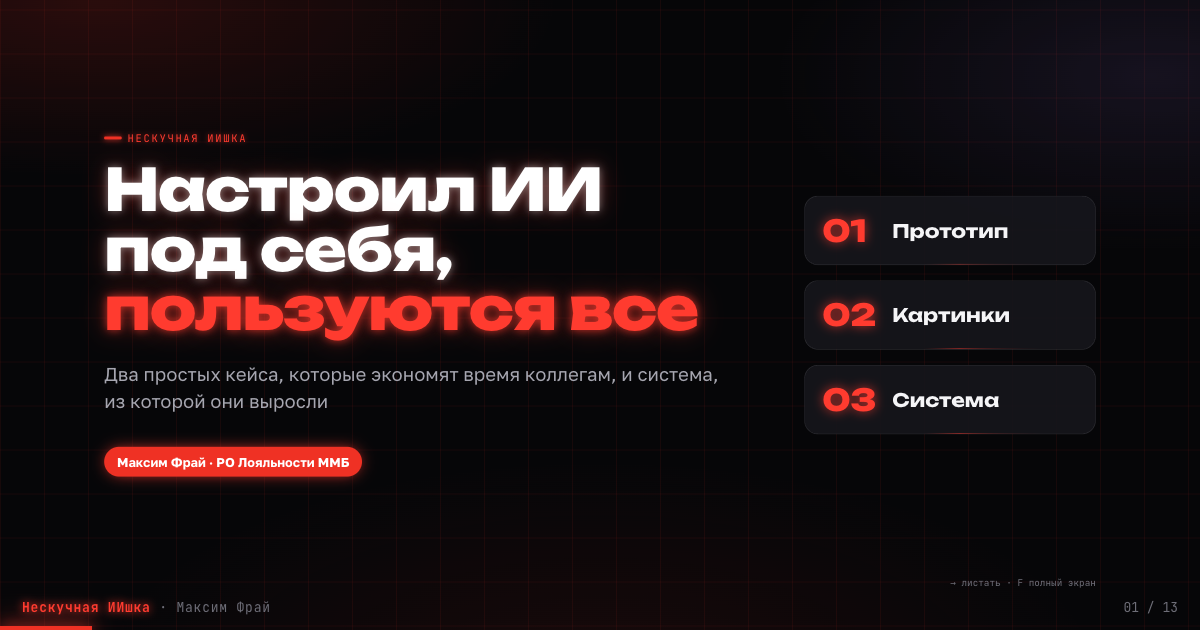 НЕСКУЧНАЯ ИИШКА
Настроил ИИ
под себя,
пользуются все
Два простых кейса, которые экономят время коллегам, и система,
из которой они выросли
Максим Фрай · РО Лояльности ММБ
01 Прототип
02 Картинки
03 Система
→ листать · F полный экран
Нескучная ИИшка · Максим Фрай
01 / 13